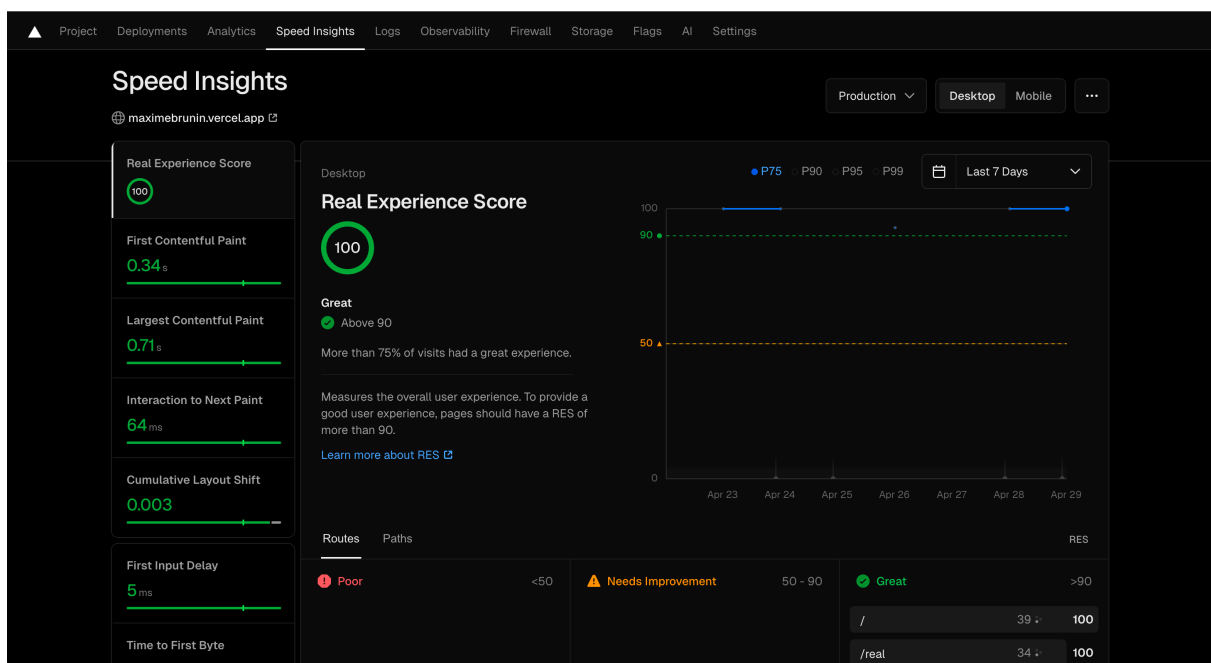 Project Deployments Analytics Speed Insights Logs Observability Firewall Storage Flags AI Settings
Speed Insights
maximebrunin.vercel.app
Production
Desktop Mobile
Real Experience Score
100
First Contentful Paint
0.34 s
Largest Contentful Paint
0.71 s
Interaction to Next Paint
64 ms
Cumulative Layout Shift
0.003
First Input Delay
5 ms
Time to First Byte
Desktop
Real Experience Score
100
Great
Above 90
More than 75% of visits had a great experience.
Measures the overall user experience. To provide a
good user experience, pages should have a RES of
more than 90.
Learn more about RES
P75 P90 P95 P99
Last 7 Days
100
90
50
0
Apr 23 Apr 24 Apr 25 Apr 26 Apr 27 Apr 28 Apr 29
Routes Paths RES
Poor <50
Needs Improvement 50 - 90
Great >90
/ 39 100
/real 34 100